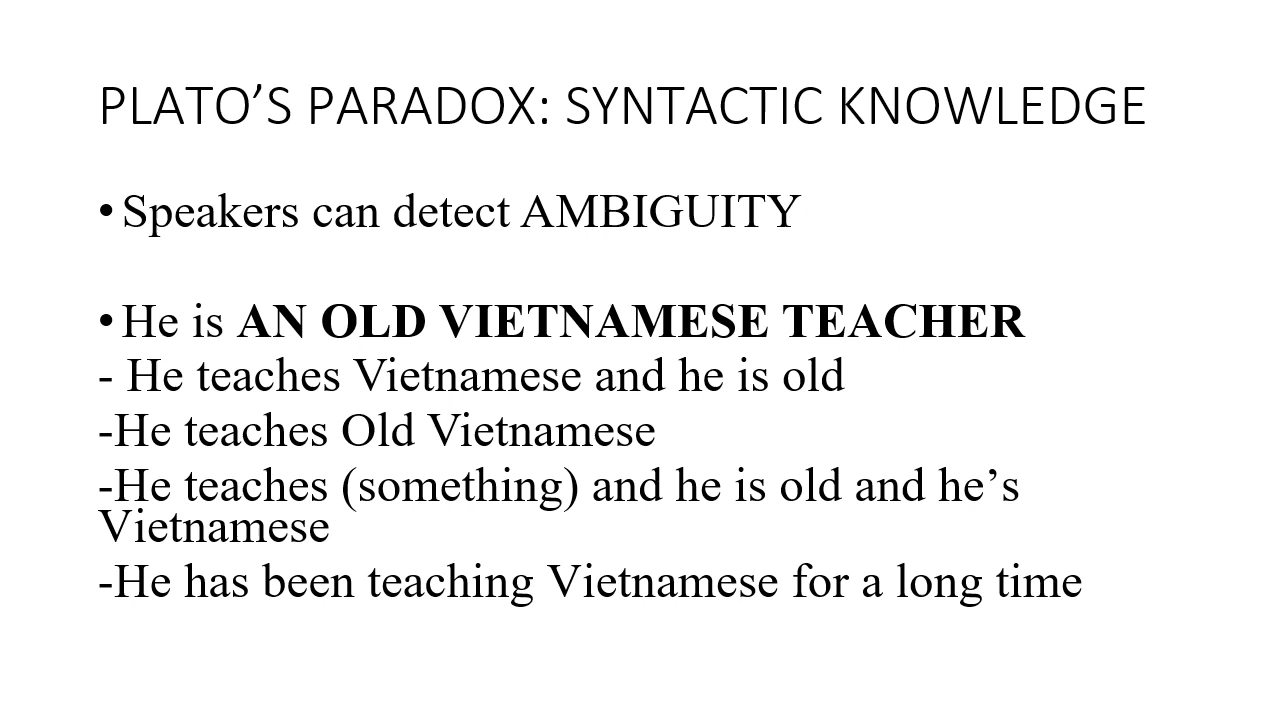 PLATO’S PARADOX: SYNTACTIC KNOWLEDGE
• Speakers can detect AMBIGUITY
• He is AN OLD VIETNAMESE TEACHER
- He teaches Vietnamese and he is old
-He teaches Old Vietnamese
-He teaches (something) and he is old and he’s
Vietnamese
-He has been teaching Vietnamese for a long time